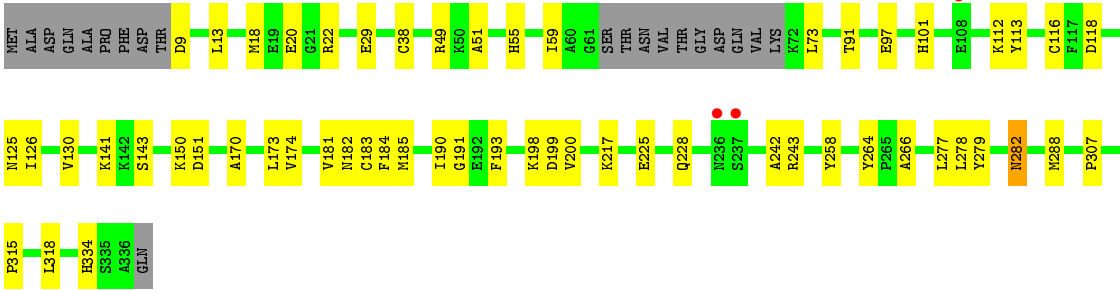 MET ALA ASP GLN ALA PRO PHE ASP THR D9 L13 M18 E19 E20 G21 R22 E29 C38 R49 K50 A51 H55 I59 A60 G61 SER THR ASN VAL THR GLY ASP GLN VAL LYS K72 L73 T91 E97 H101 E108 K112 Y113 C116 F117 D118
N125 I126 V130 K141 K142 S143 K150 D151 A170 L173 V174 V181 N182 C183 F184 M185 I190 G191 E192 F193 K198 D199 V200 K217 E225 Q228 N236 S237 A242 R243 Y258 Y264 P265 A266 L277 L278 Y279 N282 M288 P307
P315 L318 H334 S335 A336 GLN